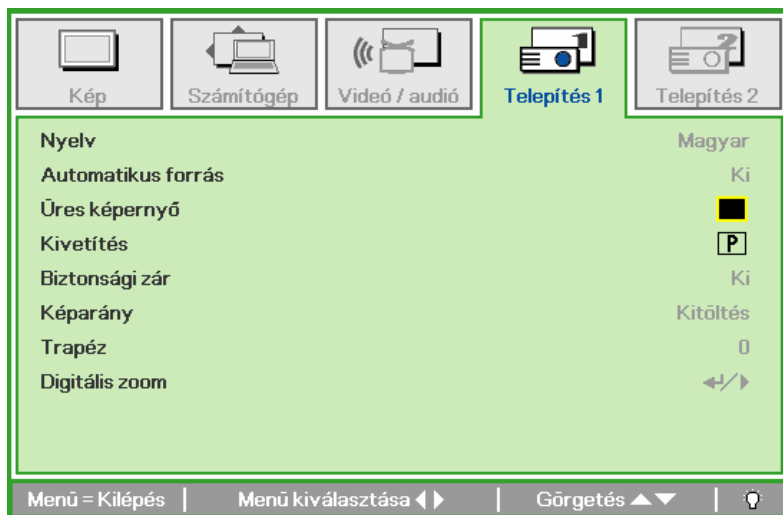 Kép
Számítógép
Videó / audió
Telepítés 1
Telepítés 2
Nyelv Magyar
Automatikus forrás Ki
Üres képernyő
Kivetítés P
Biztonsági zár Ki
Képarány Kitöltés
Trapéz 0
Digitális zoom
Menü = Kilépés | Menü kiválasztása | Görgetés